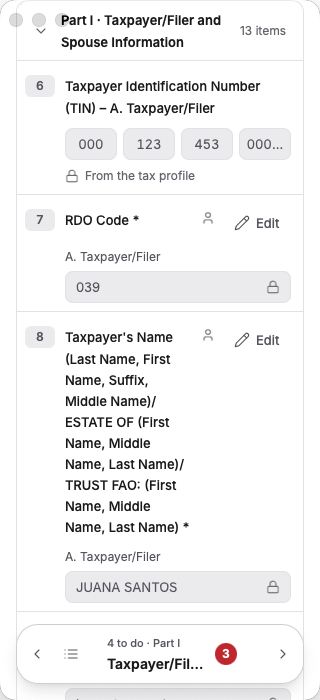 Part I · Taxpayer/Filer and
Spouse Information
13 items
6
Taxpayer Identification Number
(TIN) – A. Taxpayer/Filer
000
123
453
000...
From the tax profile
7
RDO Code *
Edit
A. Taxpayer/Filer
039
8
Taxpayer's Name
(Last Name, First
Name, Suffix,
Middle Name)/
ESTATE OF (First
Name, Middle
Name, Last Name)/
TRUST FAO: (First
Name, Middle
Name, Last Name) *
Edit
A. Taxpayer/Filer
JUANA SANTOS
4 to do · Part I
Taxpayer/Fil...
3